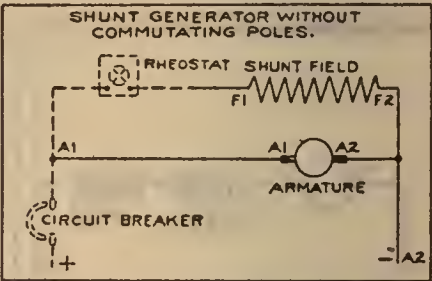 SHUNT GENERATOR WITHOUT
COMMUTATING POLES.
RHEOSTAT SHUNT FIELD
F1 F2
A1 A1 A2
ARMATURE
CIRCUIT BREAKER
+ - A2